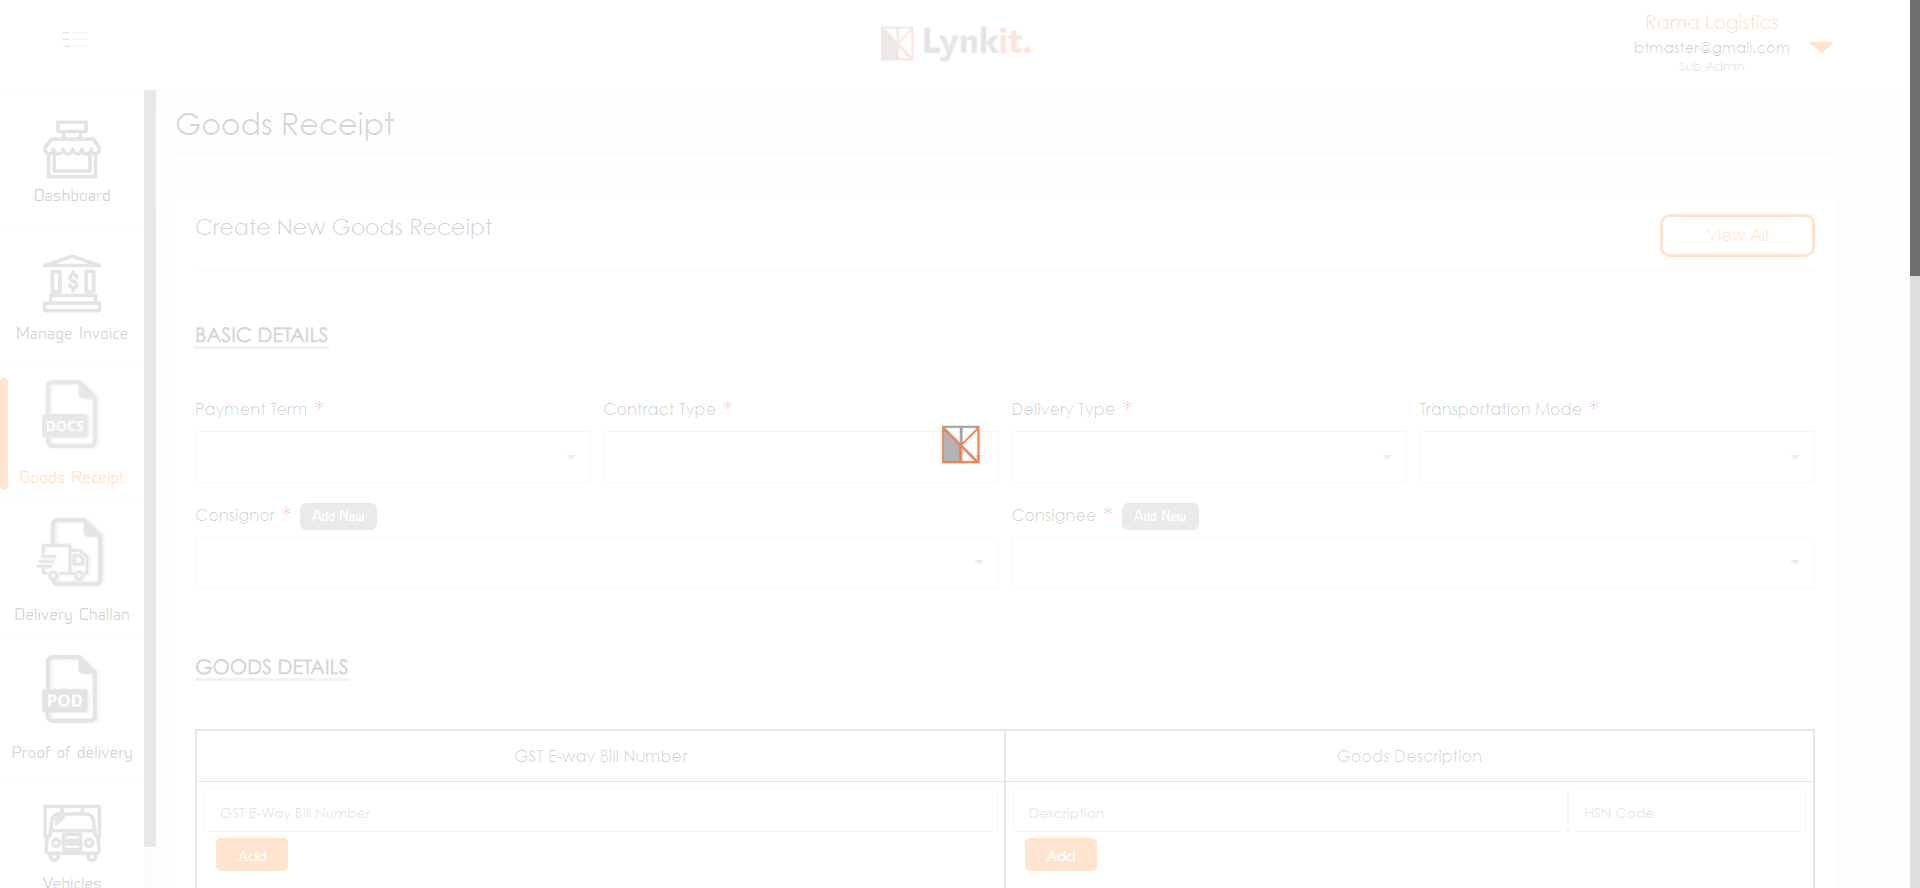 Lynkit.
Rama Logistics
btmaster@gmail.com
Sub Admin
Dashboard
Manage Invoice
DOCS
Goods Receipt
Delivery Challan
POD
Proof of delivery
Vehicles
Goods Receipt
Create New Goods Receipt
View All
BASIC DETAILS
Payment Term *
Contract Type *
Delivery Type *
Transportation Mode *
Consignor * Add New
Consignee * Add New
GOODS DETAILS
GST E-way Bill Number
Goods Description
GST E-Way Bill Number
Description
HSN Code
Add
Add